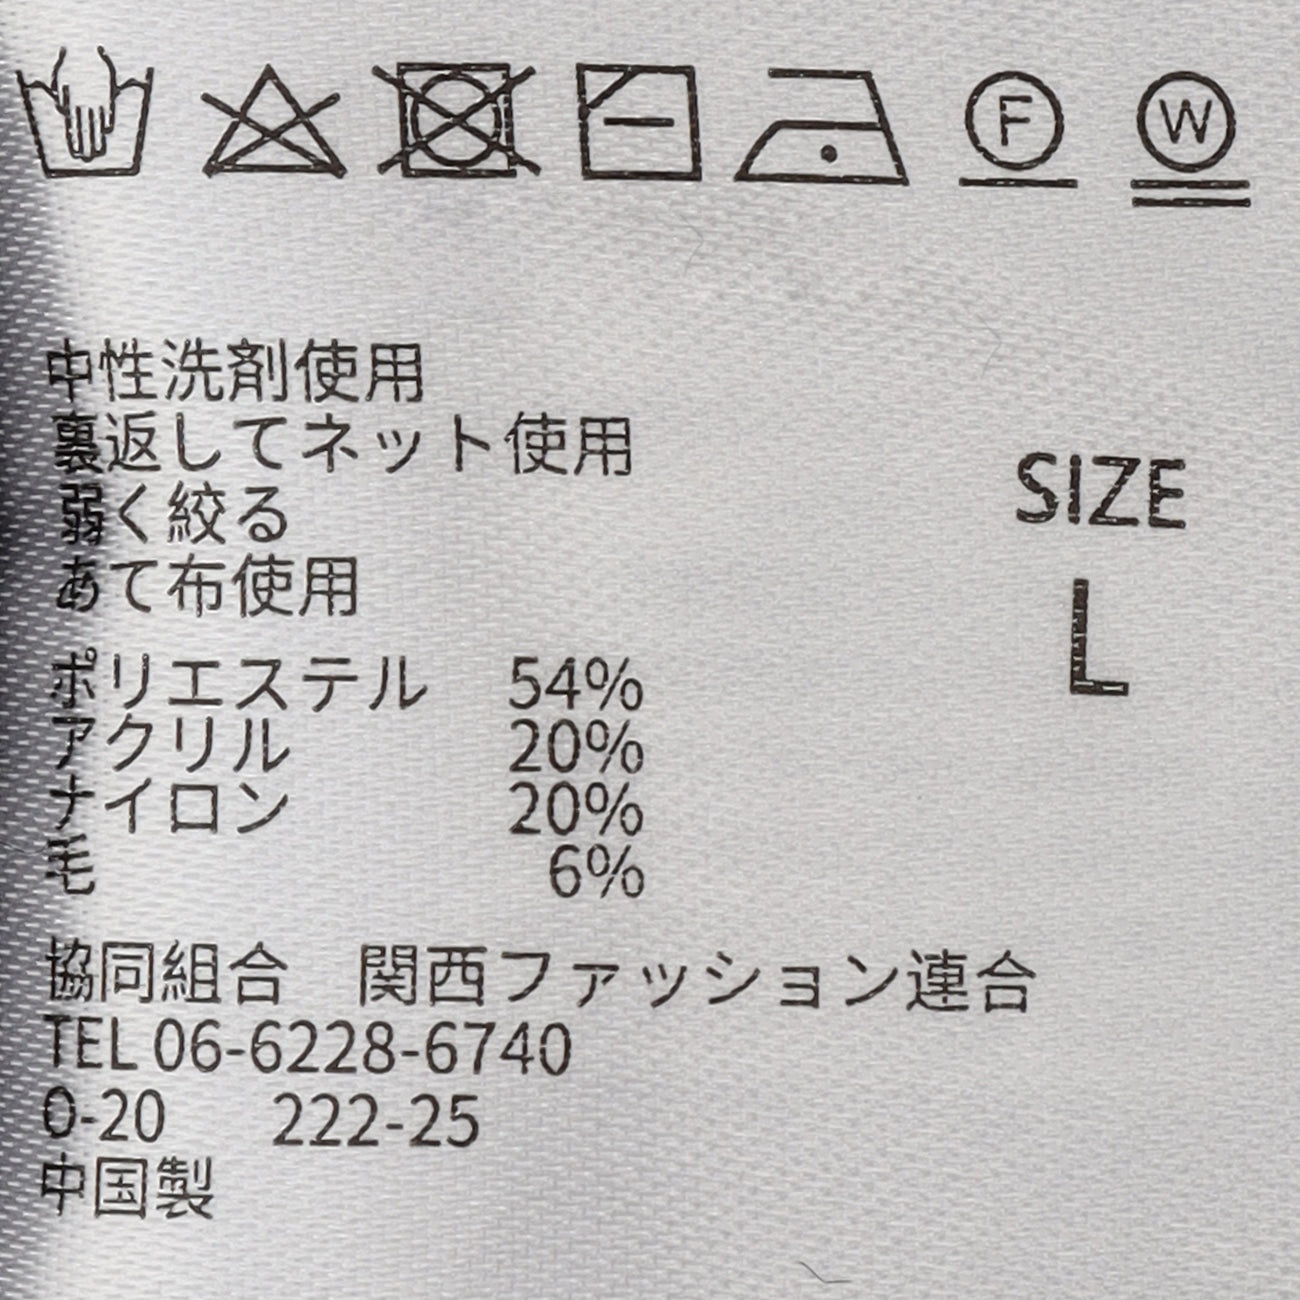 F W
中性洗剤使用
裏返してネット使用
弱く絞る
あて布使用
SIZE
L
ポリエステル 54%
アクリル 20%
ナイロン 20%
毛 6%
協同組合 関西ファッション連合
TEL 06-6228-6740
O-20 222-25
中国製